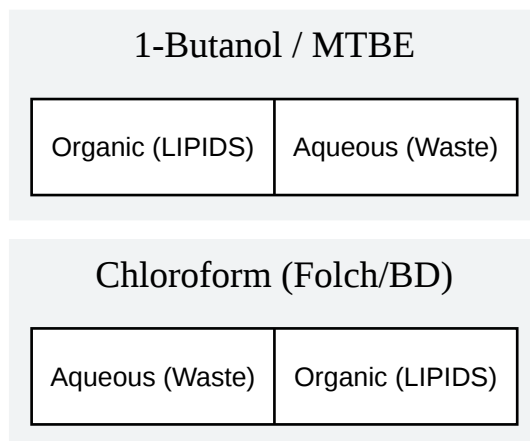 1-Butanol / MTBE
Organic (LIPIDS) Aqueous (Waste)
Chloroform (Folch/BD)
Aqueous (Waste) Organic (LIPIDS)